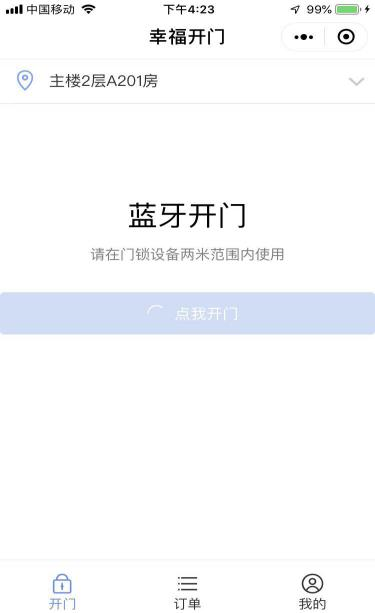 中国移动 下午4:23 99%
幸福开门
主楼2层A201房
蓝牙开门
请在门锁设备两米范围内使用
点我开门
开门 订单 我的